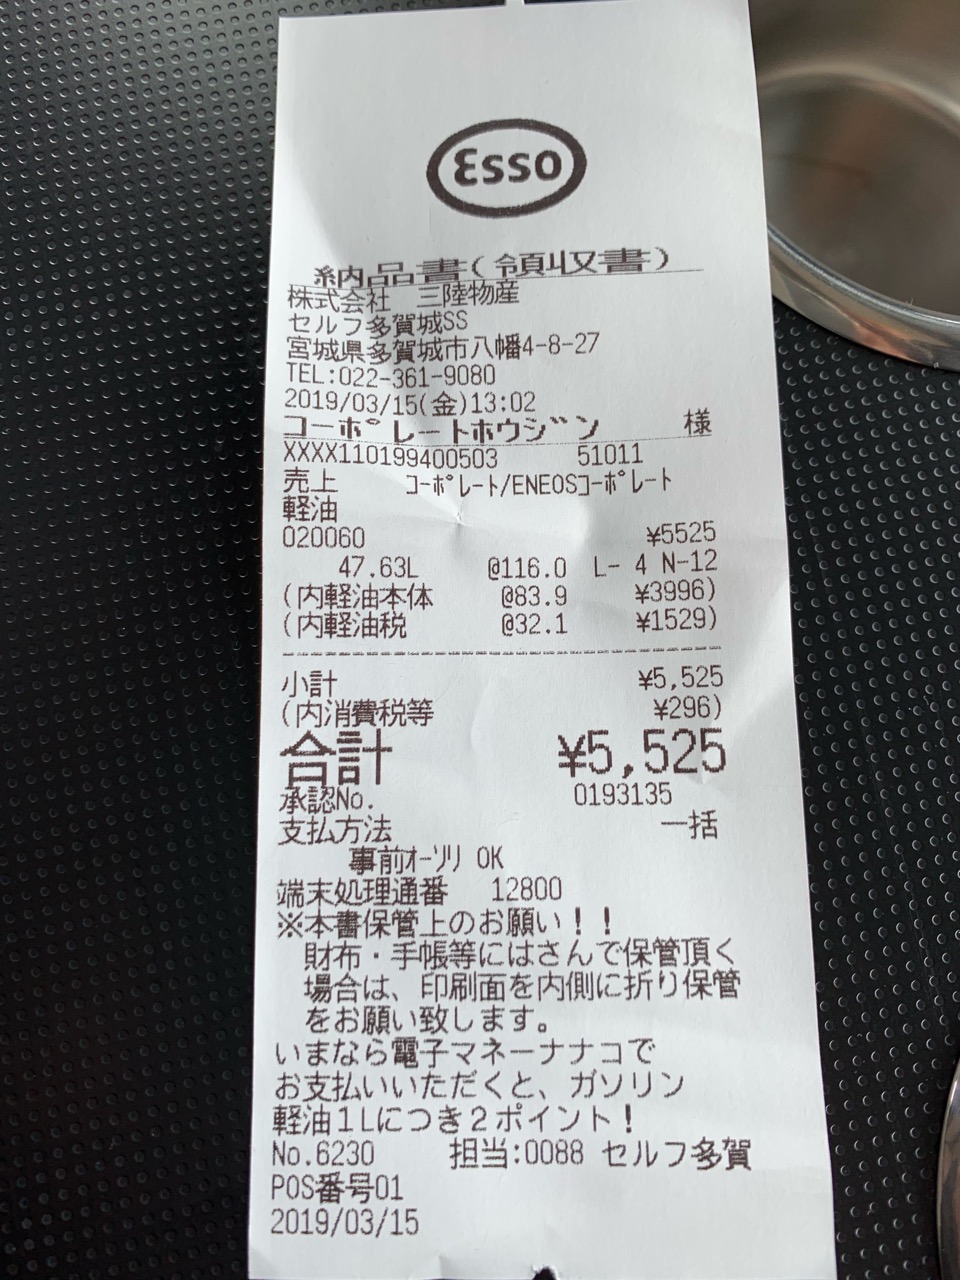 Esso
納品書(領収書)
株式会社 三陸物産
セルフ多賀城SS
宮城県多賀城市八幡4-8-27
TEL:022-361-9080
2019/03/15(金)13:02
コーポレートホウジン 様
XXXX110199400503 51011
売上 コーポレート/ENEOSコーポレート
軽油
020060 ¥5525
47.63L @116.0 L- 4 N-12
(内軽油本体 @83.9 ¥3996)
(内軽油税 @32.1 ¥1529)
小計 ¥5,525
(内消費税等 ¥296)
合計 ¥5,525
承認No. 0193135
支払方法 一括
事前オーソリ OK
端末処理通番 12800
※本書保管上のお願い!!
財布・手帳等にはさんで保管頂く
場合は、印刷面を内側に折り保管
をお願い致します。
いまなら電子マネーナナコで
お支払いいただくと、ガソリン
軽油1Lにつき2ポイント!
No.6230 担当:0088 セルフ多賀
POS番号01
2019/03/15